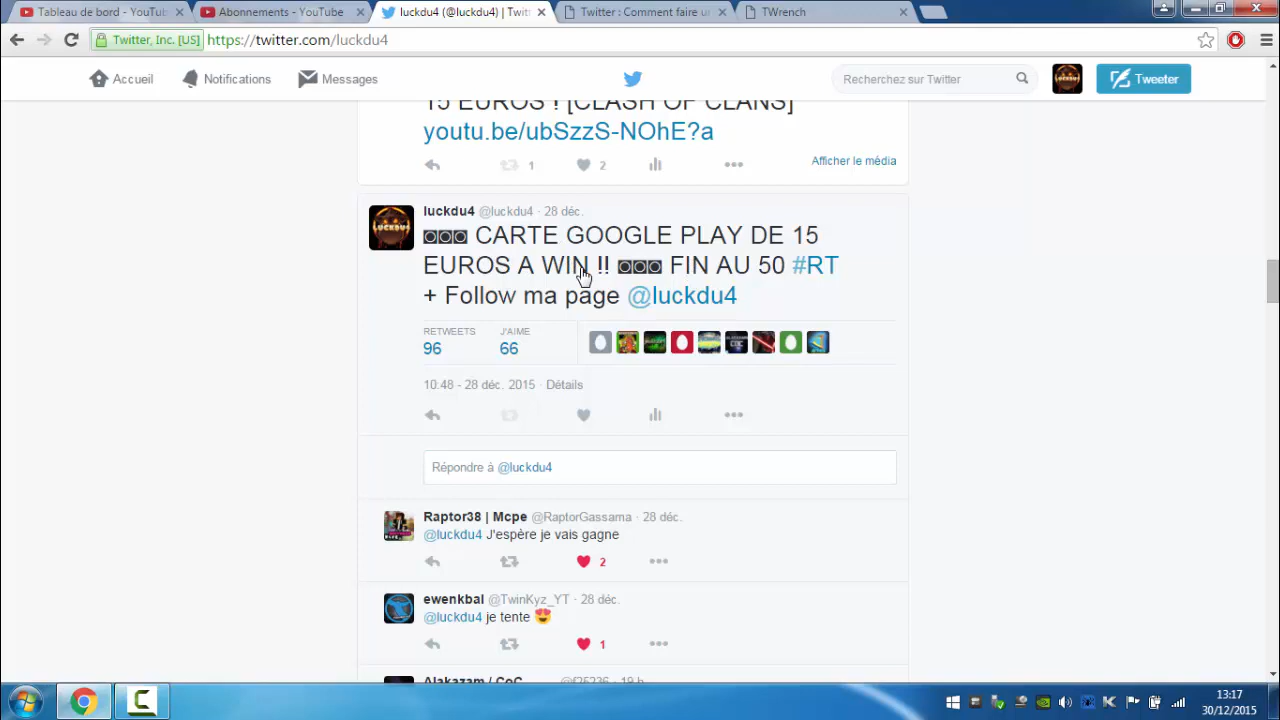 Tableau de bord - YouTu
Abonnements - YouTube
luckdu4 (@luckdu4) | Twitt
Twitter : Comment faire u
TWrench
Twitter, Inc. [US]
https://twitter.com/luckdu4
Accueil
Notifications
Messages
Recherchez sur Twitter
Tweeter
15 EUROS ! [CLASH OF CLANS]
youtu.be/ubSzzS-NOhE?a
1
2
Afficher le média
luckdu4 @luckdu4 · 28 déc.
CARTE GOOGLE PLAY DE 15
EUROS A WIN !! FIN AU 50 #RT
+ Follow ma page @luckdu4
RETWEETS
J'AIME
96
66
10:48 - 28 déc. 2015 · Détails
Répondre à @luckdu4
Raptor38 | Mcpe @RaptorGassama · 28 déc.
@luckdu4 J'espère je vais gagne
2
ewenkbal @TwinKyz_YT · 28 déc.
@luckdu4 je tente 😍
1
Alakazam / CoC @f25236 · 19 h
13:17
30/12/2015